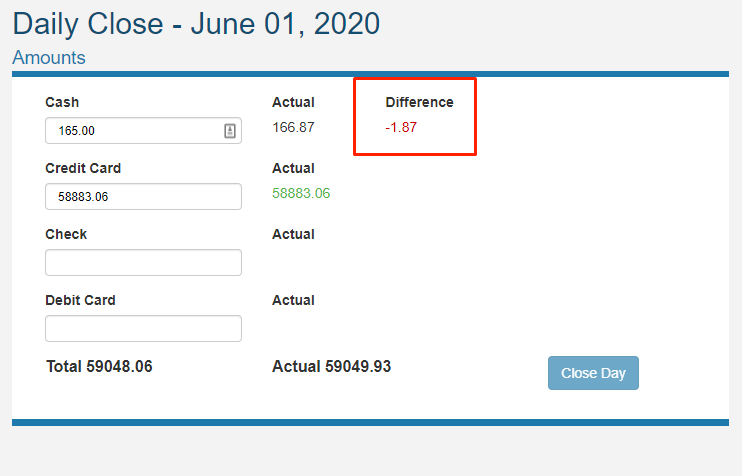 Daily Close - June 01, 2020
Amounts
Cash Actual Difference
165.00 166.87 -1.87
Credit Card Actual
58883.06 58883.06
Check Actual
Debit Card Actual
Total 59048.06 Actual 59049.93 Close Day